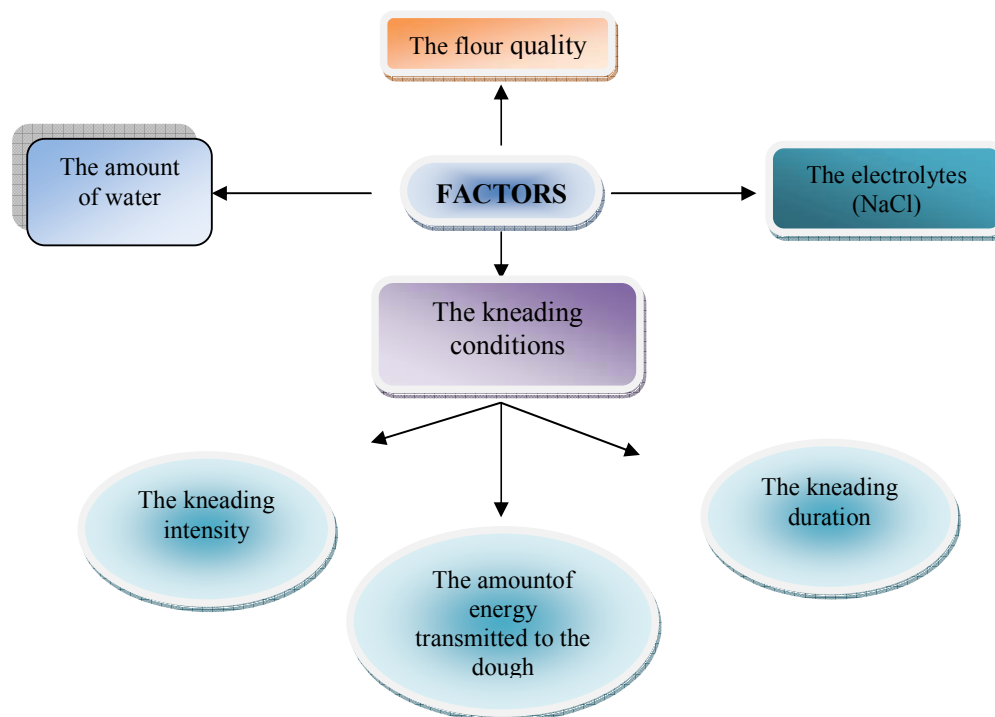 The flour quality
The amount
of water
FACTORS
The electrolytes
(NaCl)
The kneading
conditions
The kneading
intensity
The amountof
energy
transmitted to the
dough
The kneading
duration